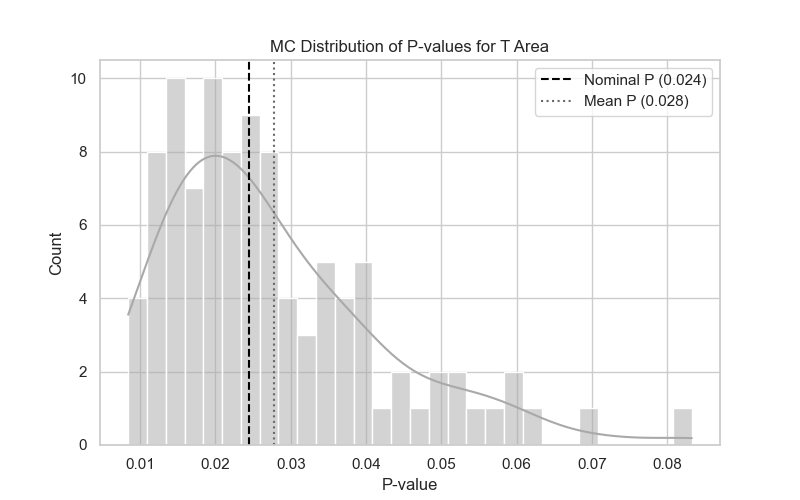 MC Distribution of P-values for T Area
Nominal P (0.024)
Mean P (0.028)
Count
10
8
6
4
2
0
0.01 0.02 0.03 0.04 0.05 0.06 0.07 0.08
P-value